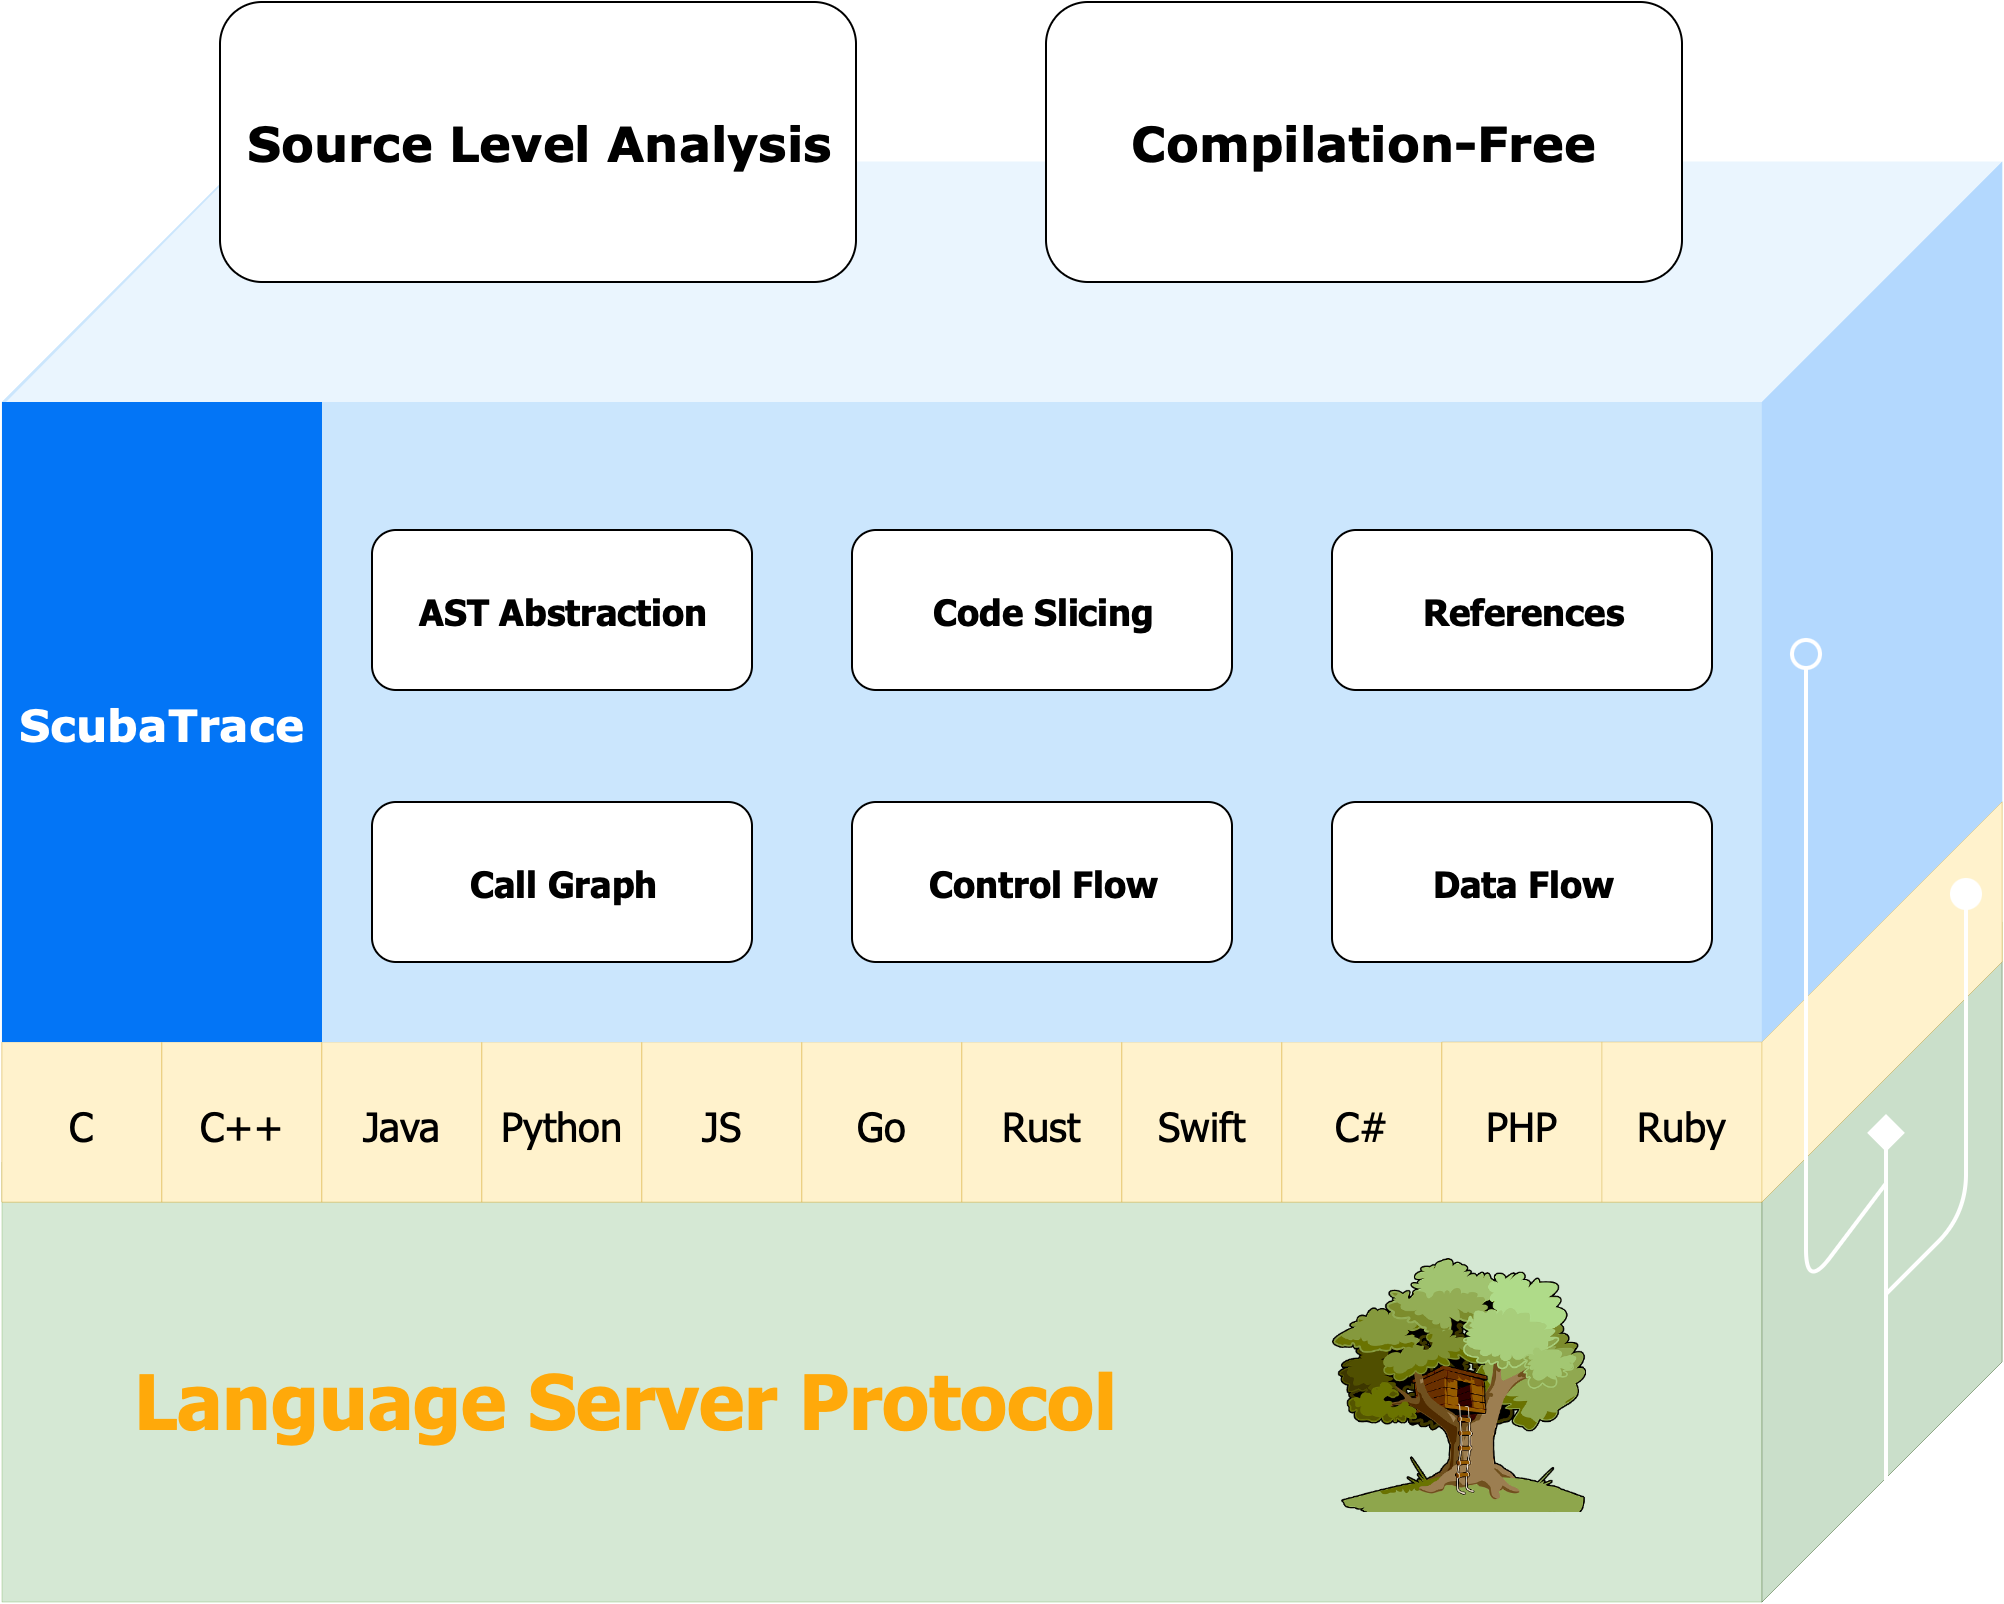 Source Level Analysis
Compilation-Free
AST Abstraction
Code Slicing
References
ScubaTrace
Call Graph
Control Flow
Data Flow
C
C++
Java
Python
JS
Go
Rust
Swift
C#
PHP
Ruby
Language Server Protocol